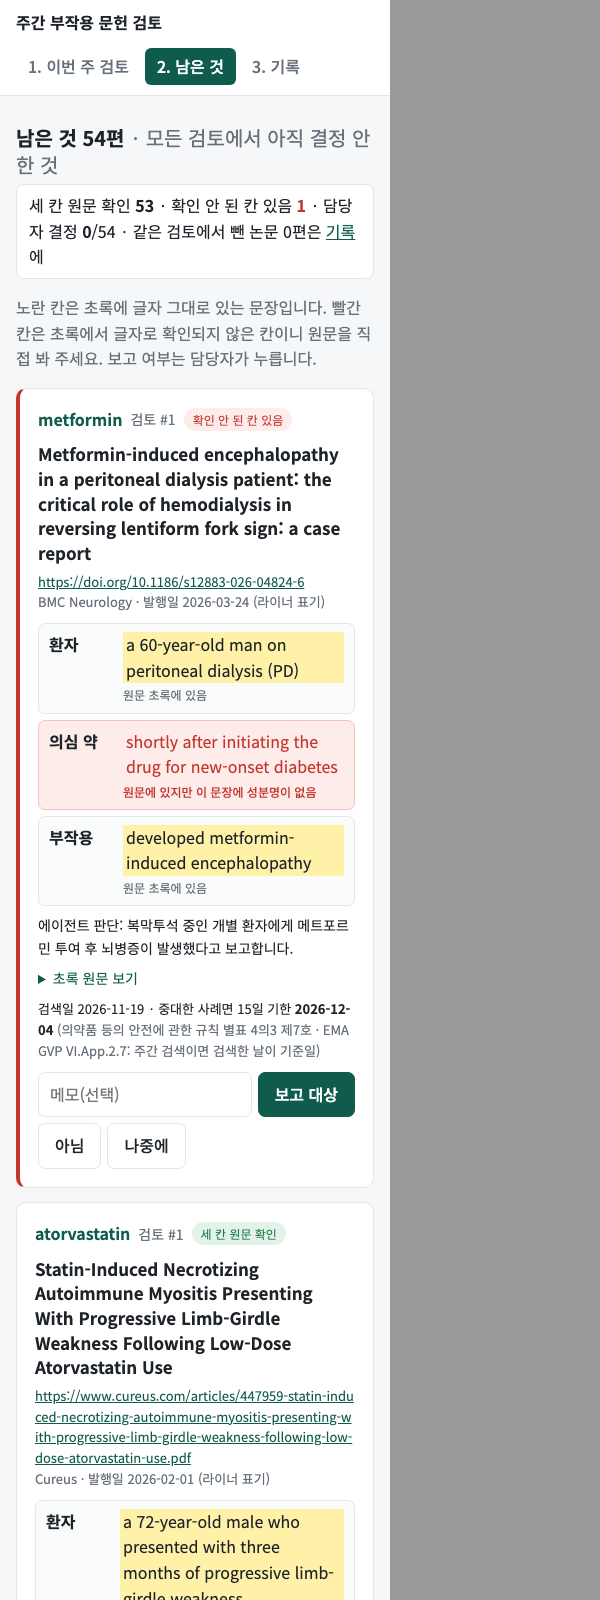 주간 부작용 문헌 검토
1. 이번 주 검토 2. 남은 것 3. 기록
남은 것 54편 · 모든 검토에서 아직 결정 안
한 것
세 칸 원문 확인 53 · 확인 안 된 칸 있음 1 · 담당
자 결정 0/54 · 같은 검토에서 뺀 논문 0편은 기록
에
노란 칸은 초록에 글자 그대로 있는 문장입니다. 빨간
칸은 초록에서 글자로 확인되지 않은 칸이니 원문을 직
접 봐 주세요. 보고 여부는 담당자가 누릅니다.
metformin 검토 #1 확인 안 된 칸 있음
Metformin-induced encephalopathy
in a peritoneal dialysis patient: the
critical role of hemodialysis in
reversing lentiform fork sign: a case
report
https://doi.org/10.1186/s12883-026-04824-6
BMC Neurology · 발행일 2026-03-24 (라이너 표기)
환자 a 60-year-old man on
peritoneal dialysis (PD)
원문 초록에 있음
의심 약 shortly after initiating the
drug for new-onset diabetes
원문에 있지만 이 문장에 성분명이 없음
부작용 developed metformin-
induced encephalopathy
원문 초록에 있음
에이전트 판단: 복막투석 중인 개별 환자에게 메트포르
민 투여 후 뇌병증이 발생했다고 보고합니다.
▶ 초록 원문 보기
검색일 2026-11-19 · 중대한 사례면 15일 기한 2026-12-
04 (의약품 등의 안전에 관한 규칙 별표 4의3 제7호 · EMA
GVP VI.App.2.7: 주간 검색이면 검색한 날이 기준일)
메모(선택) 보고 대상
아님 나중에
atorvastatin 검토 #1 세 칸 원문 확인
Statin-Induced Necrotizing
Autoimmune Myositis Presenting
With Progressive Limb-Girdle
Weakness Following Low-Dose
Atorvastatin Use
https://www.cureus.com/articles/447959-statin-indu
ced-necrotizing-autoimmune-myositis-presenting-w
ith-progressive-limb-girdle-weakness-following-low-
dose-atorvastatin-use.pdf
Cureus · 발행일 2026-02-01 (라이너 표기)
환자 a 72-year-old male who
presented with three
months of progressive limb-
girdle weakness